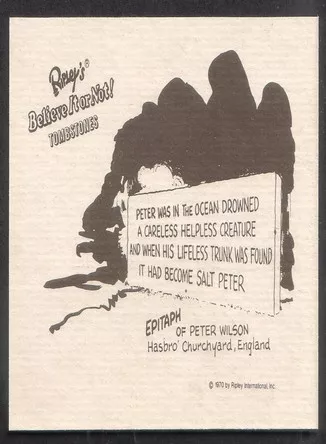 Ripley's®
Believe It or Not!
TOMBSTONES
PETER WAS IN THE OCEAN DROWNED
A CARELESS HELPLESS CREATURE
AND WHEN HIS LIFELESS TRUNK WAS FOUND
IT HAD BECOME SALT PETER
EPITAPH
OF PETER WILSON
Hasbro' Churchyard, England
© 1970 by Ripley International, Inc.